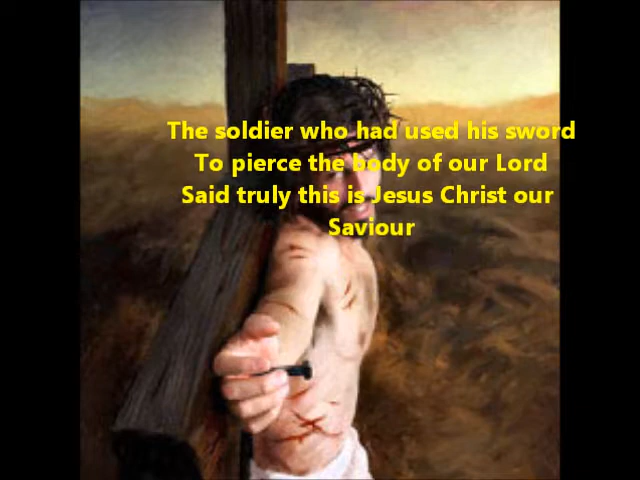 The soldier who had used his sword
To pierce the body of our Lord
Said truly this is Jesus Christ our
Saviour